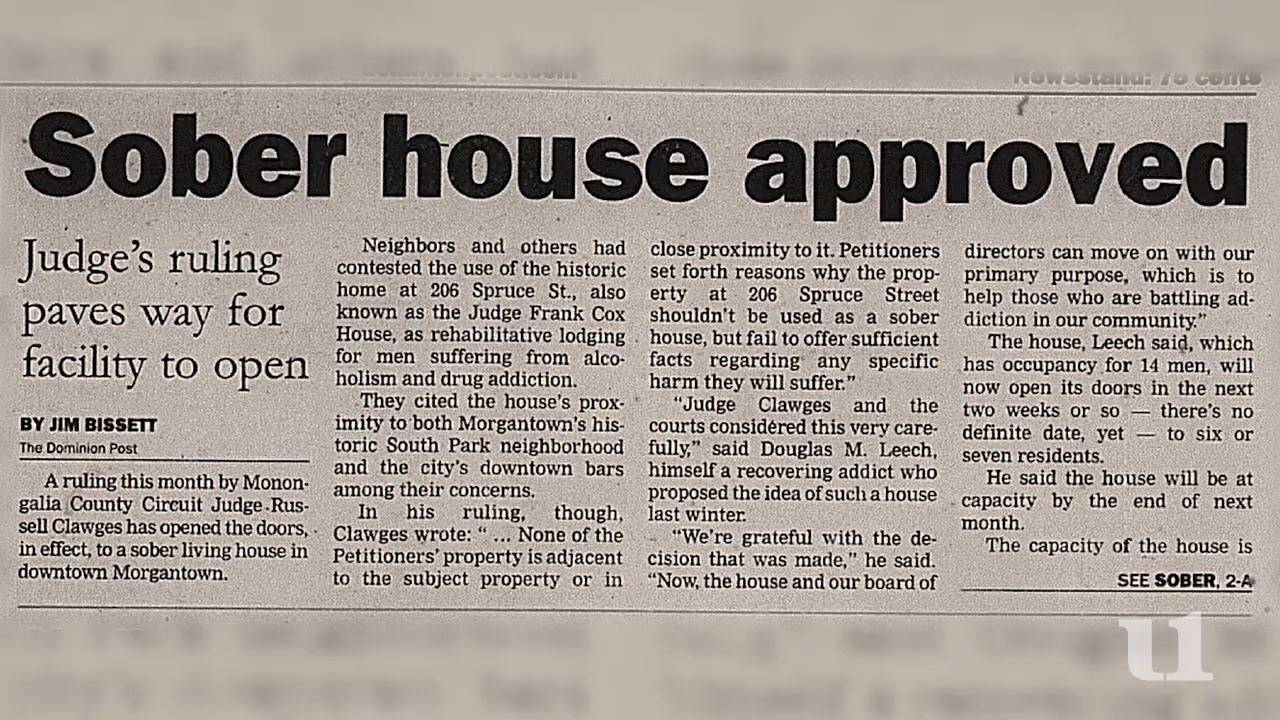 Newsstand: 75 cents
Sober house approved
Judge's ruling
paves way for
facility to open
BY JIM BISSETT
The Dominion Post
A ruling this month by Monon-
galia County Circuit Judge Rus-
sell Clawges has opened the doors,
in effect, to a sober living house in
downtown Morgantown.
Neighbors and others had
contested the use of the historic
home at 206 Spruce St., also
known as the Judge Frank Cox
House, as rehabilitative lodging
for men suffering from alco-
holism and drug addiction.
They cited the house's prox-
imity to both Morgantown's his-
toric South Park neighborhood
and the city's downtown bars
among their concerns.
In his ruling, though,
Clawges wrote: " ... None of the
Petitioners' property is adjacent
to the subject property or in
close proximity to it. Petitioners
set forth reasons why the prop-
erty at 206 Spruce Street
shouldn't be used as a sober
house, but fail to offer sufficient
facts regarding any specific
harm they will suffer."
"Judge Clawges and the
courts considered this very care-
fully," said Douglas M. Leech,
himself a recovering addict who
proposed the idea of such a house
last winter.
"We're grateful with the de-
cision that was made," he said.
"Now, the house and our board of
directors can move on with our
primary purpose, which is to
help those who are battling ad-
diction in our community."
The house, Leech said, which
has occupancy for 14 men, will
now open its doors in the next
two weeks or so — there's no
definite date, yet — to six or
seven residents.
He said the house will be at
capacity by the end of next
month.
The capacity of the house is
SEE SOBER, 2-A
u